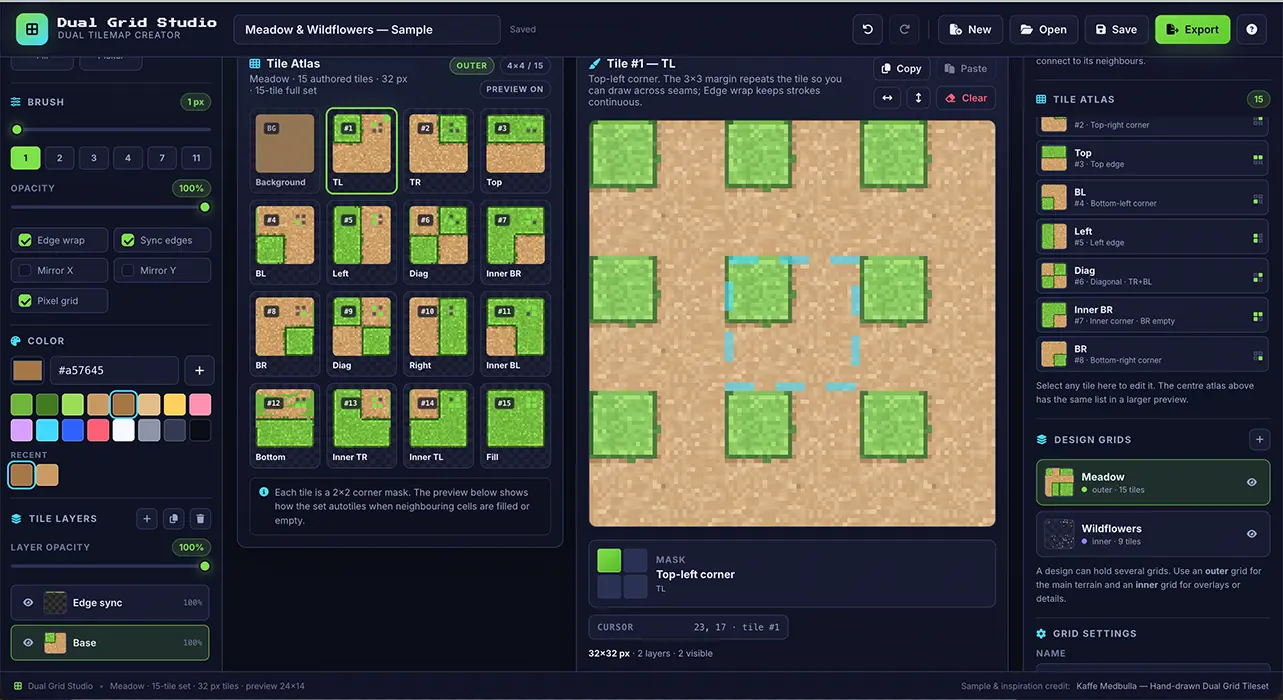 Dual Grid Studio
DUAL TILEMAP CREATOR
Meadow & Wildflowers — Sample
Saved
New
Open
Save
Export
BRUSH
1 px
1
2
3
4
7
11
OPACITY
100%
Edge wrap
Sync edges
Mirror X
Mirror Y
Pixel grid
COLOR
#a57645
RECENT
TILE LAYERS
LAYER OPACITY
100%
Edge sync
100%
Base
100%
Tile Atlas
OUTER
4×4 / 15
Meadow · 15 authored tiles · 32 px
· 15-tile full set
PREVIEW ON
BG
Background
#1
TL
#2
TR
#3
Top
#4
BL
#5
Left
#6
Diag
#7
Inner BR
#8
BR
#9
Diag
#10
Right
#11
Inner BL
#12
Bottom
#13
Inner TR
#14
Inner TL
#15
Fill
Each tile is a 2×2 corner mask. The preview below shows
how the set autotiles when neighbouring cells are filled or
empty.
Tile #1 — TL
Top-left corner. The 3×3 margin repeats the tile so you
can draw across seams; Edge wrap keeps strokes
continuous.
Copy
Paste
Clear
MASK
Top-left corner
TL
CURSOR
23, 17 · tile #1
32×32 px · 2 layers · 2 visible
connect to its neighbours.
TILE ATLAS
15
#2 · Top-right corner
Top
#3 · Top edge
BL
#4 · Bottom-left corner
Left
#5 · Left edge
Diag
#6 · Diagonal · TR+BL
Inner BR
#7 · Inner corner · BR empty
BR
#8 · Bottom-right corner
Select any tile here to edit it. The centre atlas above
has the same list in a larger preview.
DESIGN GRIDS
Meadow
outer · 15 tiles
Wildflowers
inner · 9 tiles
A design can hold several grids. Use an outer grid for
the main terrain and an inner grid for overlays or
details.
GRID SETTINGS
NAME
Dual Grid Studio • Meadow · 15-tile set · 32 px tiles · preview 24×14
Sample & inspiration credit: Kaffe Medbulla — Hand-drawn Dual Grid Tileset